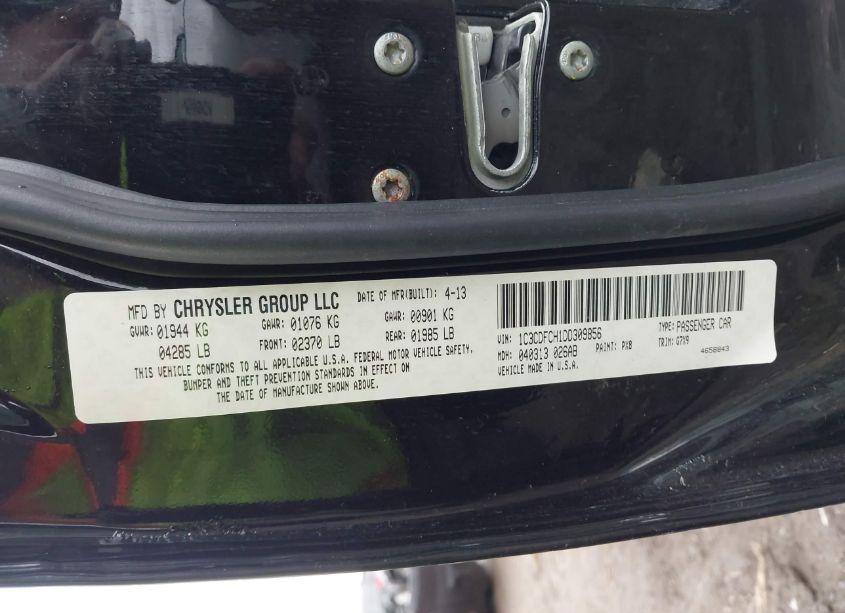 MFD BY CHRYSLER GROUP LLC DATE OF MFR(BUILT): 4-13
GVWR: 01944 KG GAWR: 01076 KG GAWR: 00901 KG
04285 LB FRONT: 02370 LB REAR: 01985 LB
THIS VEHICLE CONFORMS TO ALL APPLICABLE U.S.A. FEDERAL MOTOR VEHICLE SAFETY,
BUMPER AND THEFT PREVENTION STANDARDS IN EFFECT ON
THE DATE OF MANUFACTURE SHOWN ABOVE.
VIN: 1C3CDFCH1DD309856 TYPE: PASSENGER CAR
MDH: 040313 026AB PAINT: PX8 TRIM: G7X9
VEHICLE MADE IN U.S.A. 4658843